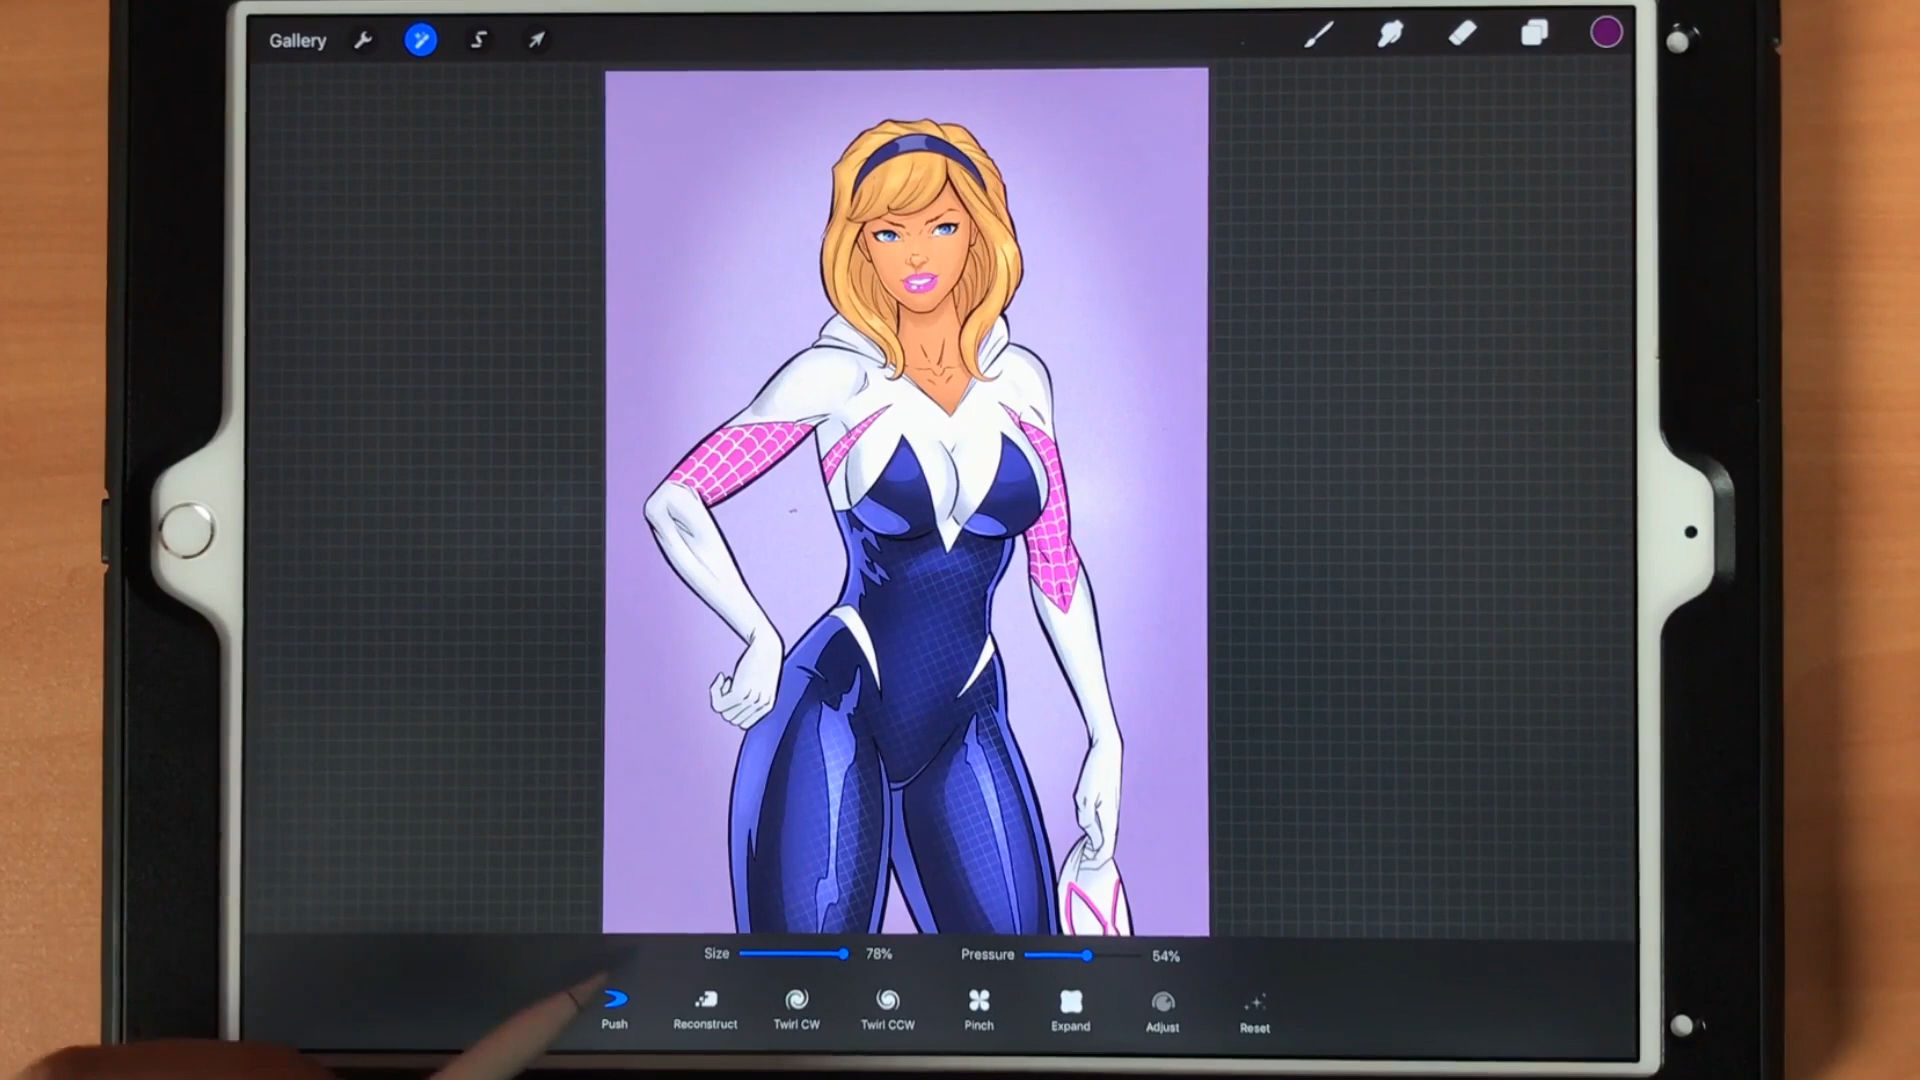 Gallery
Size 78% Pressure 54%
Push Reconstruct Twirl CW Twirl CCW Pinch Expand Adjust Reset